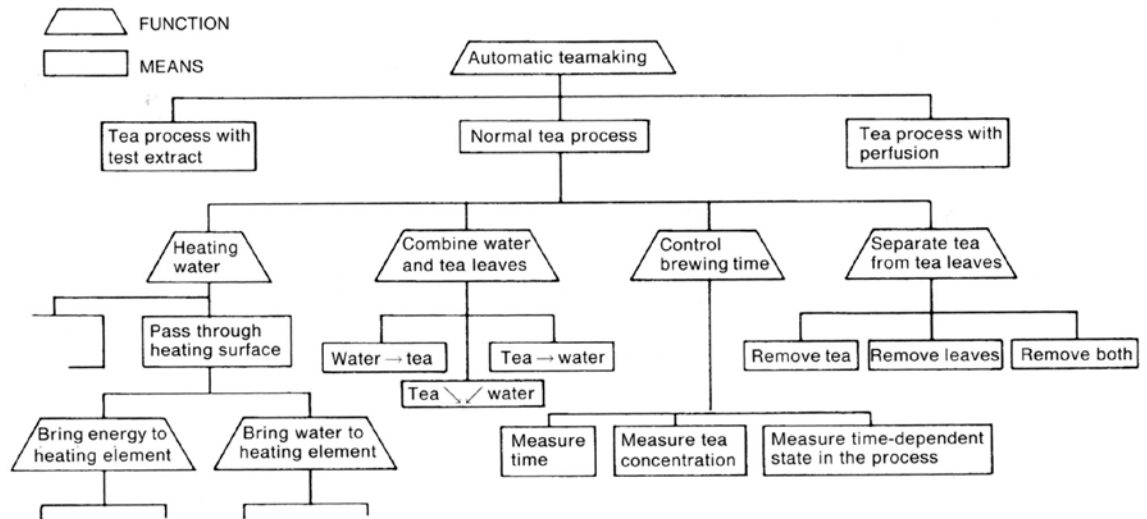 FUNCTION
MEANS
Automatic teamaking
Tea process with
test extract
Normal tea process
Tea process with
perfusion
Heating
water
Combine water
and tea leaves
Control
brewing time
Separate tea
from tea leaves
Pass through
heating surface
Water → tea
Tea → water
Tea ↘↙ water
Remove tea
Remove leaves
Remove both
Bring energy to
heating element
Bring water to
heating element
Measure
time
Measure tea
concentration
Measure time-dependent
state in the process